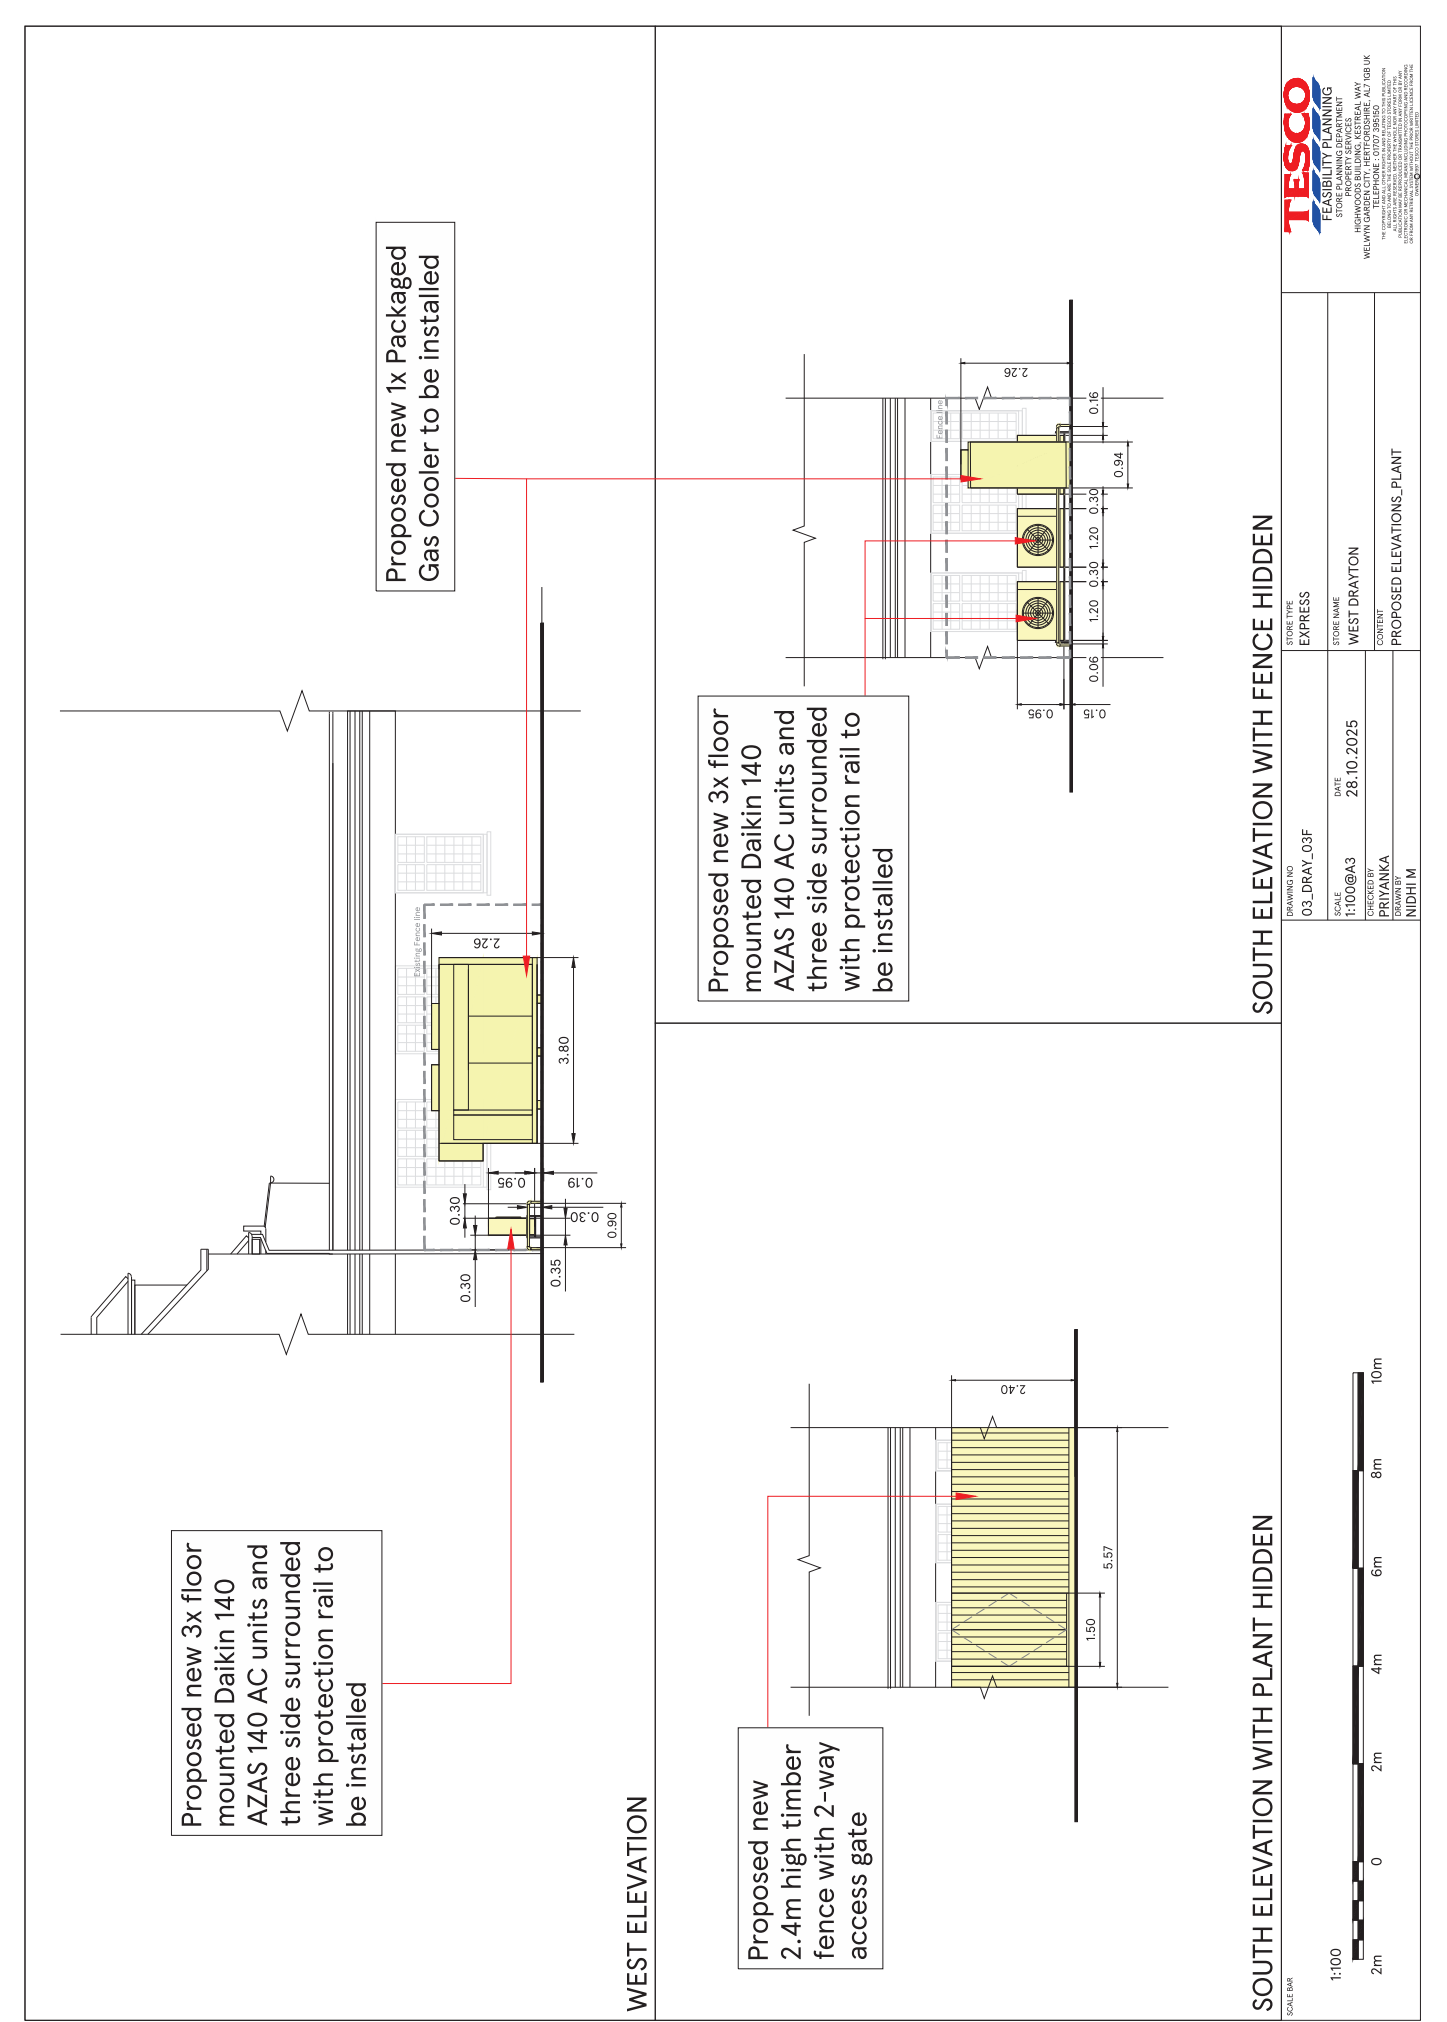 Proposed new 3x floor
mounted Daikin 140
AZAS 140 AC units and
three side surrounded
with protection rail to
be installed
Proposed new 1x Packaged
Gas Cooler to be installed
Existing Fence line
2.26
3.80
0.95
0.19
0.30
0.30
0.90
0.30
0.35
WEST ELEVATION
Proposed new
2.4m high timber
fence with 2-way
access gate
2.40
5.57
1.50
SOUTH ELEVATION WITH PLANT HIDDEN
Proposed new 3x floor
mounted Daikin 140
AZAS 140 AC units and
three side surrounded
with protection rail to
be installed
Fence line
2.26
0.16
0.94
0.30
1.20
0.30
1.20
0.06
0.95
0.15
SOUTH ELEVATION WITH FENCE HIDDEN
SCALE BAR
1:100
2m
0
2m
4m
6m
8m
10m
DRAWING NO
03_DRAY_03F
SCALE
1:100@A3
DATE
28.10.2025
CHECKED BY
PRIYANKA
DRAWN BY
NIDHI M
STORE TYPE
EXPRESS
STORE NAME
WEST DRAYTON
CONTENT
PROPOSED ELEVATIONS_PLANT
TESCO
FEASIBILITY PLANNING
STORE PLANNING DEPARTMENT
PROPERTY SERVICES
HIGHWOODS BUILDING, KESTREAL WAY
WELWYN GARDEN CITY, HERTFORDSHIRE, AL7 1GB UK
TELEPHONE : 01707 395150